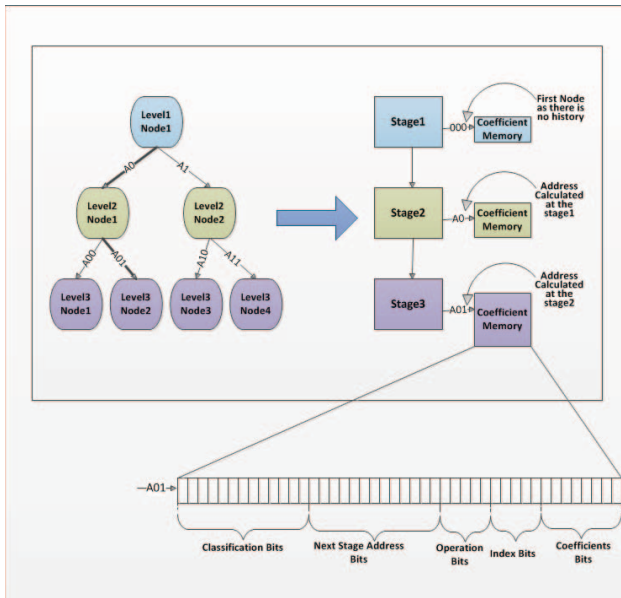 Level1
Node1
A0
A1
Level2
Node1
Level2
Node2
A00
A01
A10
A11
Level3
Node1
Level3
Node2
Level3
Node3
Level3
Node4
Stage1
000
Coefficient
Memory
First Node
as there is
no history
Stage2
A0
Coefficient
Memory
Address
Calculated
at the
stage1
Stage3
A01
Coefficient
Memory
Address
Calculated
at the
stage2
A01
Classification Bits
Next Stage Address
Bits
Operation
Bits
Index Bits
Coefficients
Bits